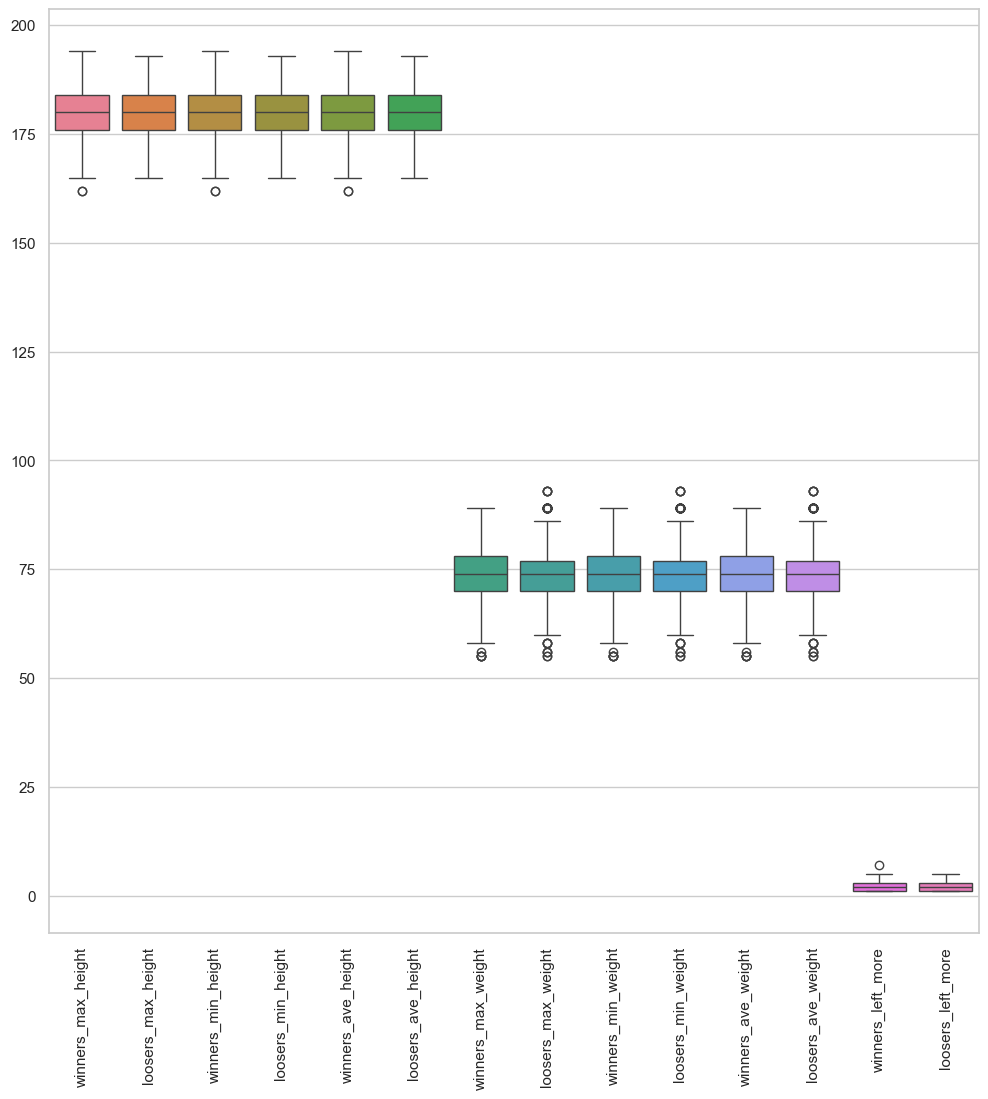 200
175
150
125
100
75
50
25
0
winners_max_height
loosers_max_height
winners_min_height
loosers_min_height
winners_ave_height
loosers_ave_height
winners_max_weight
loosers_max_weight
winners_min_weight
loosers_min_weight
winners_ave_weight
loosers_ave_weight
winners_left_more
loosers_left_more